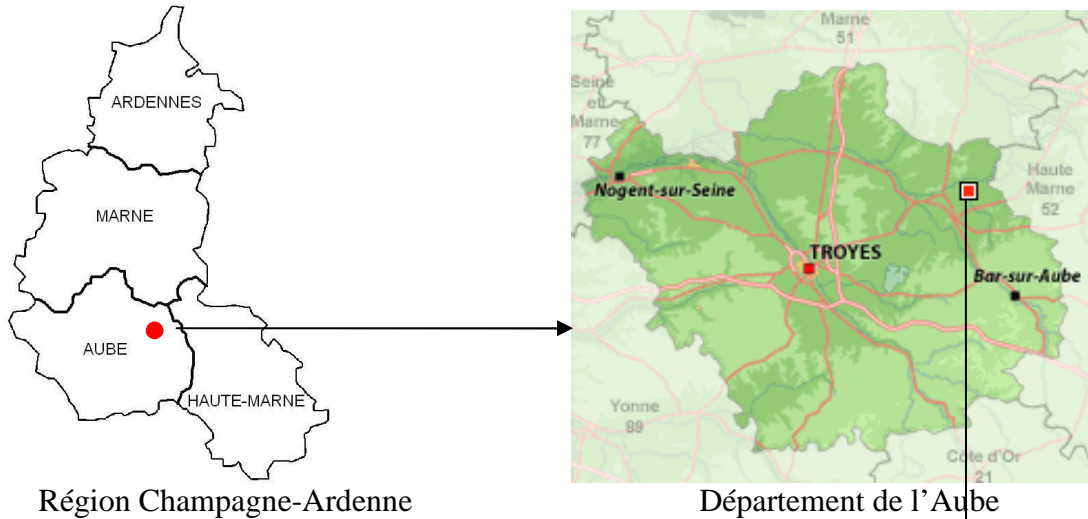 ARDENNES
MARNE
AUBE
HAUTE-MARNE
Région Champagne-Ardenne
Marne
51
Seine
et
Marne
77
Nogent-sur-Seine
Haute
Marne
52
TROYES
Bar-sur-Aube
Yonne
89
Côte d'Or
21
Département de l'Aube